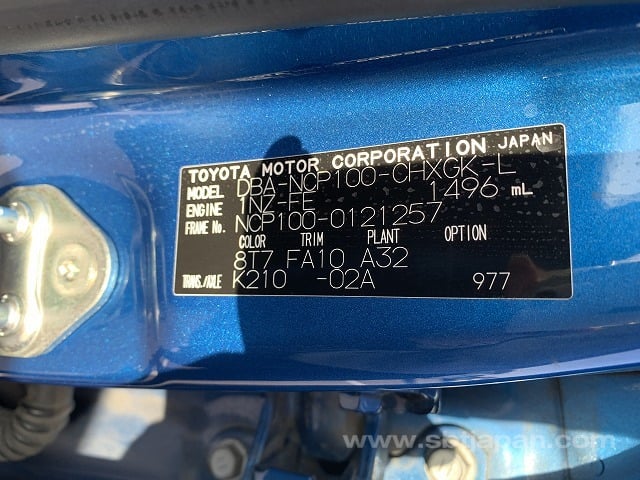 TOYOTA MOTOR CORPORATION JAPAN
MODEL DBA-NCP100-CHXGK-L
ENGINE 1NZ-FE 1496 mL
FRAME No. NCP100-0121257
COLOR TRIM PLANT OPTION
8T7 FA10 A32
TRANS./AXLE K210 -02A 977
www.sbtjapan.com